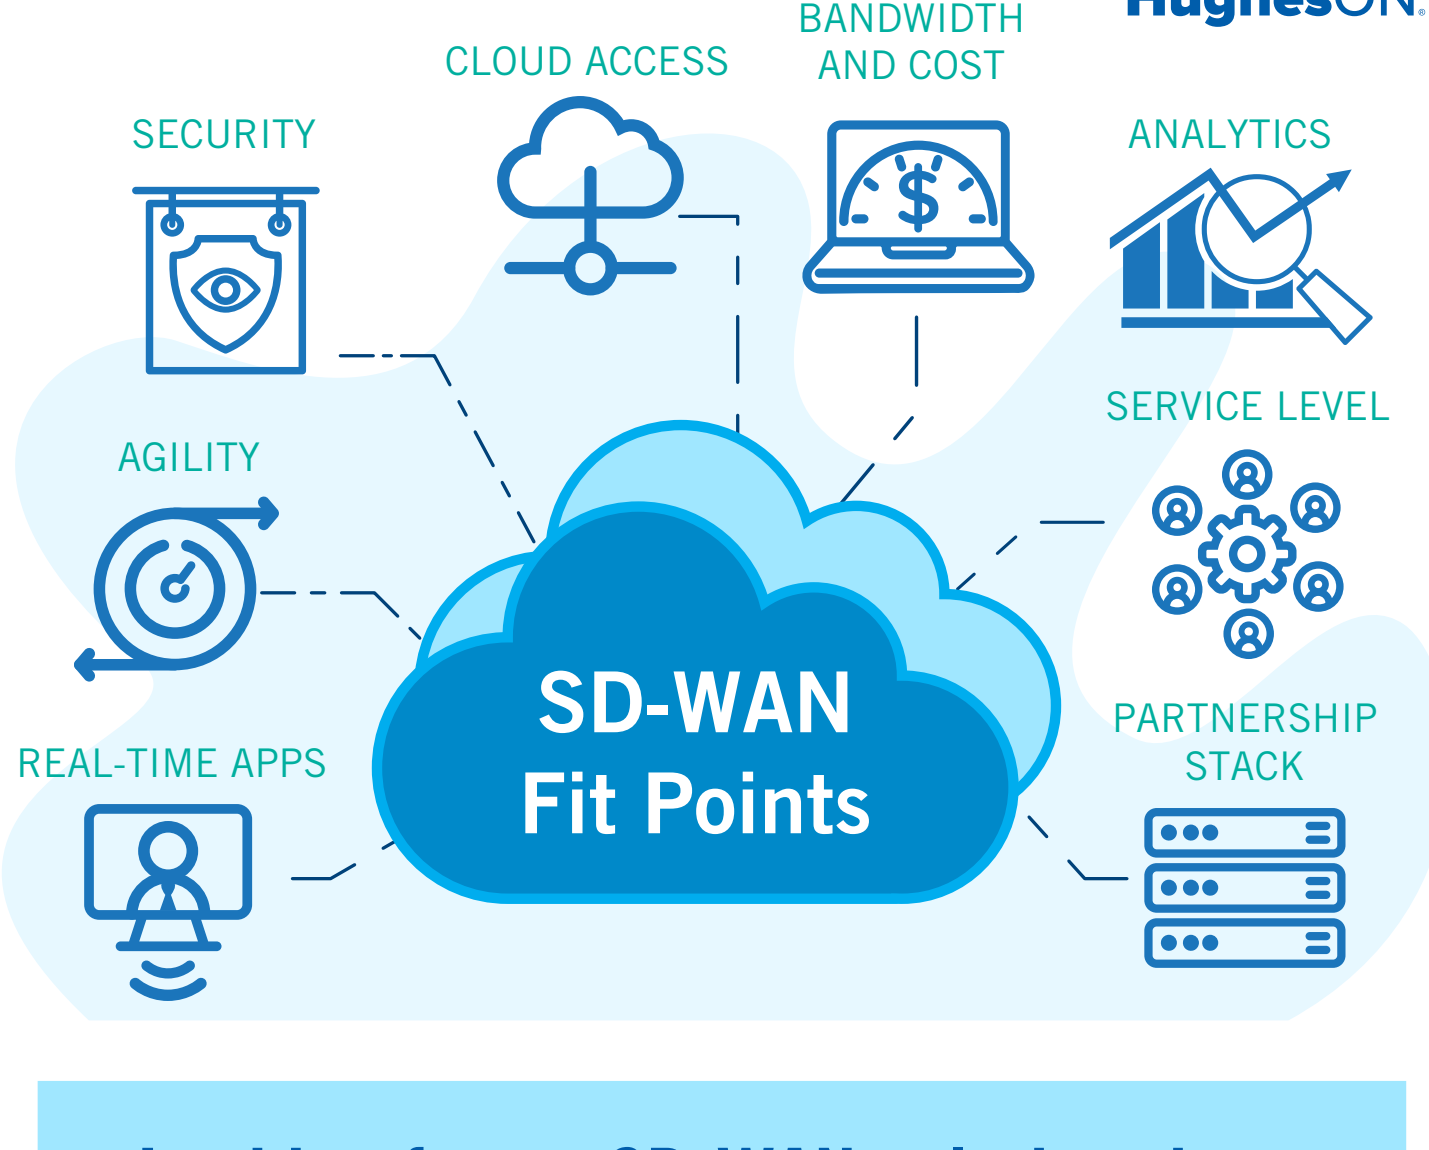 HughesON®
BANDWIDTH
AND COST
CLOUD ACCESS
SECURITY
ANALYTICS
SERVICE LEVEL
AGILITY
PARTNERSHIP
STACK
REAL-TIME APPS
SD-WAN
Fit Points